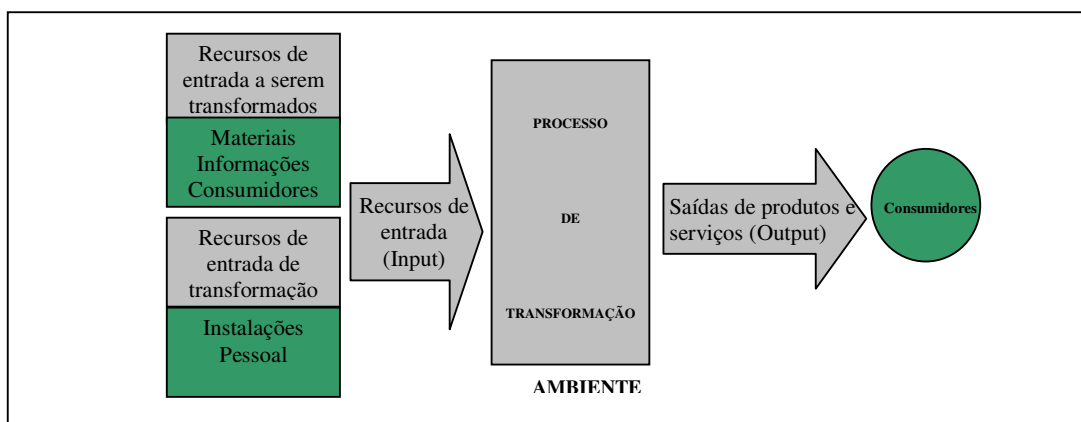 Recursos de
entrada a serem
transformados
Materiais
Informações
Consumidores
Recursos de
entrada de
transformação
Instalações
Pessoal
Recursos de
entrada
(Input)
PROCESSO
DE
TRANSFORMAÇÃO
AMBIENTE
Saídas de produtos e
serviços (Output)
Consumidores